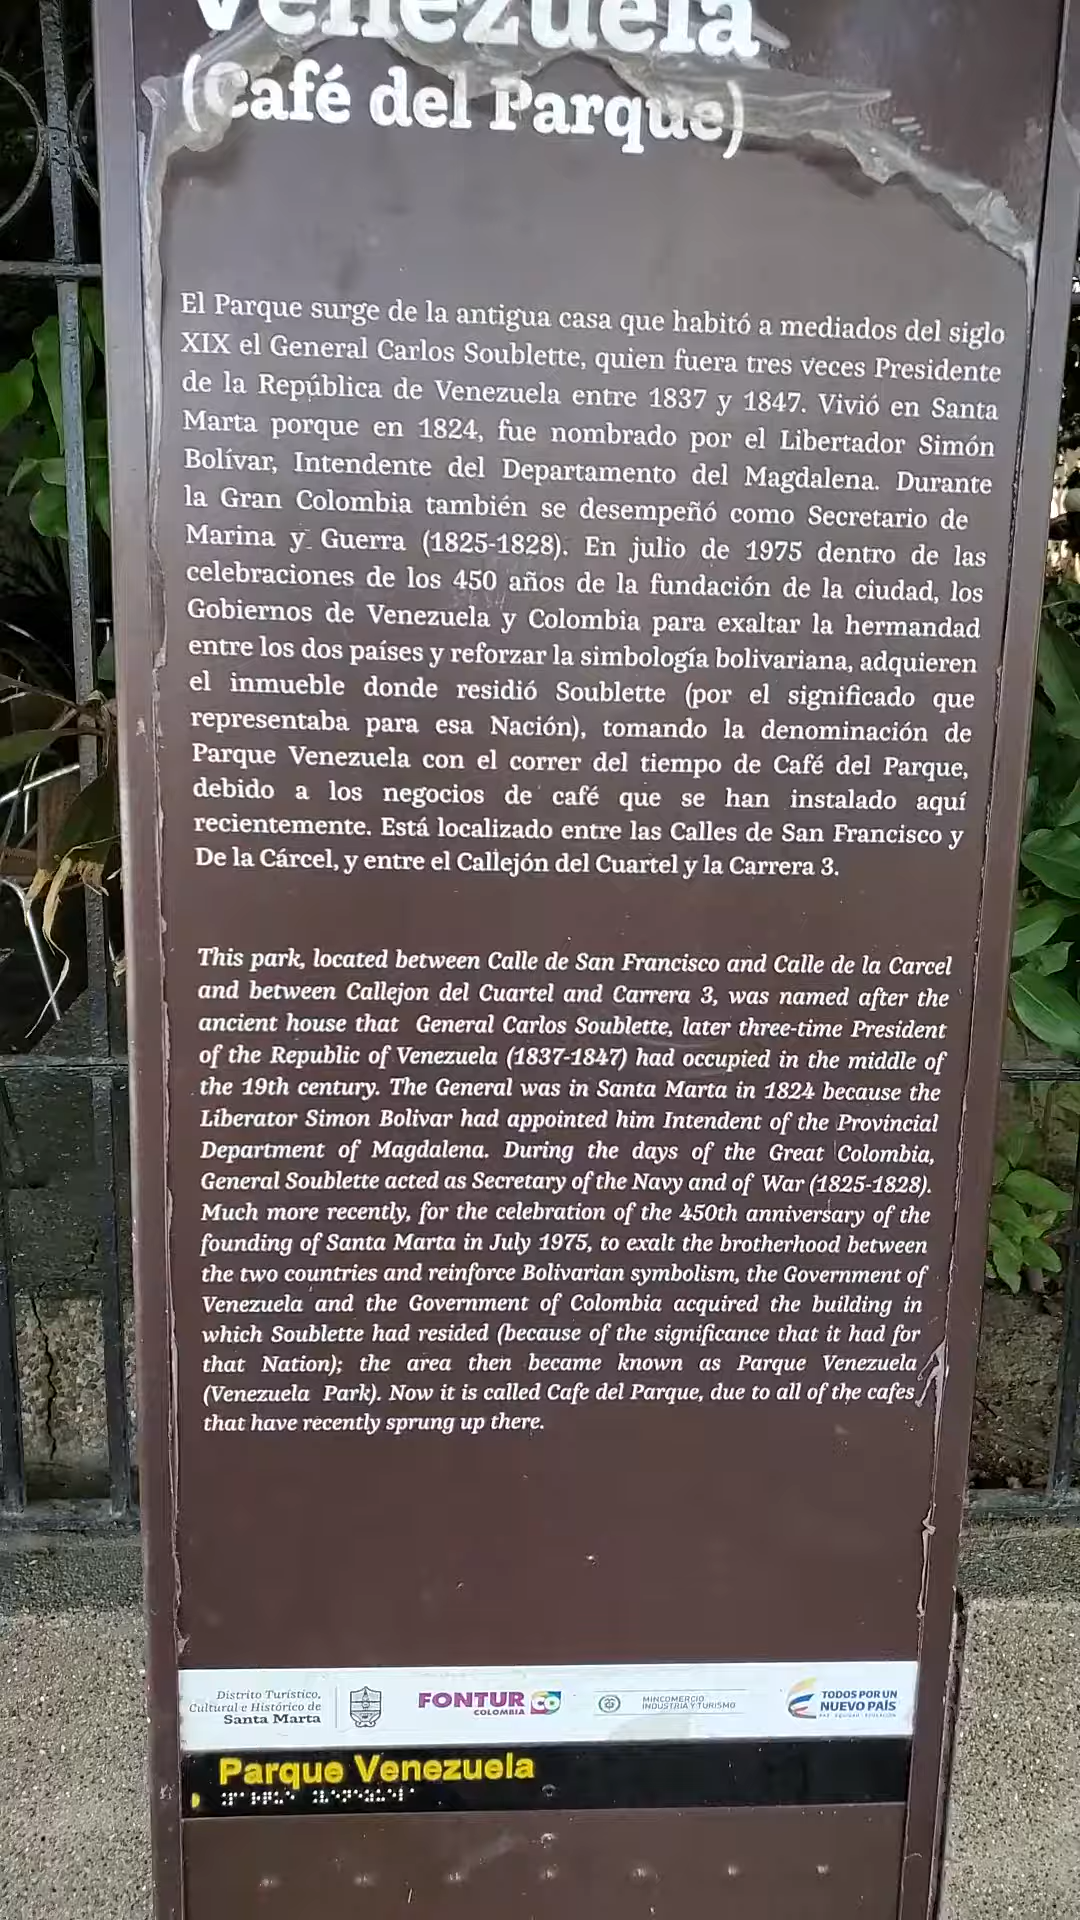 Venezuela
(Café del Parque)
El Parque surge de la antigua casa que habitó a mediados del siglo
XIX el General Carlos Soublette, quien fuera tres veces Presidente
de la República de Venezuela entre 1837 y 1847. Vivió en Santa
Marta porque en 1824, fue nombrado por el Libertador Simón
Bolívar, Intendente del Departamento del Magdalena. Durante
la Gran Colombia también se desempeñó como Secretario de
Marina y Guerra (1825-1828). En julio de 1975 dentro de las
celebraciones de los 450 años de la fundación de la ciudad, los
Gobiernos de Venezuela y Colombia para exaltar la hermandad
entre los dos países y reforzar la simbología bolivariana, adquieren
el inmueble donde residió Soublette (por el significado que
representaba para esa Nación), tomando la denominación de
Parque Venezuela con el correr del tiempo de Café del Parque,
debido a los negocios de café que se han instalado aquí
recientemente. Está localizado entre las Calles de San Francisco y
De la Cárcel, y entre el Callejón del Cuartel y la Carrera 3.
This park, located between Calle de San Francisco and Calle de la Carcel
and between Callejon del Cuartel and Carrera 3, was named after the
ancient house that General Carlos Soublette, later three-time President
of the Republic of Venezuela (1837-1847) had occupied in the middle of
the 19th century. The General was in Santa Marta in 1824 because the
Liberator Simon Bolivar had appointed him Intendent of the Provincial
Department of Magdalena. During the days of the Great Colombia,
General Soublette acted as Secretary of the Navy and of War (1825-1828).
Much more recently, for the celebration of the 450th anniversary of the
founding of Santa Marta in July 1975, to exalt the brotherhood between
the two countries and reinforce Bolivarian symbolism, the Government of
Venezuela and the Government of Colombia acquired the building in
which Soublette had resided (because of the significance that it had for
that Nation); the area then became known as Parque Venezuela
(Venezuela Park). Now it is called Cafe del Parque, due to all of the cafes
that have recently sprung up there.
Distrito Turístico,
Cultural e Histórico de
Santa Marta
FONTUR CO
COLOMBIA
MINCOMERCIO
INDUSTRIA Y TURISMO
TODOS POR UN
NUEVO PAÍS
PAZ EQUIDAD EDUCACIÓN
Parque Venezuela